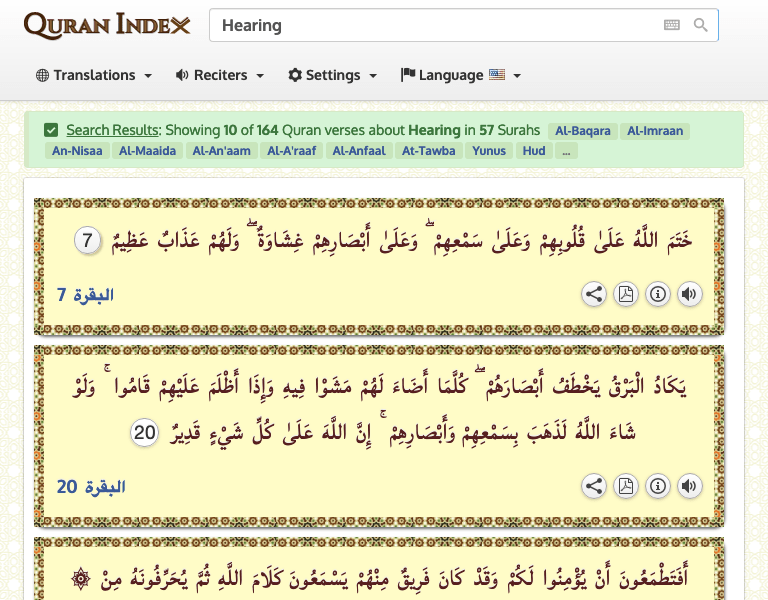 QURAN INDEX
Hearing
Translations
Reciters
Settings
Language
Search Results: Showing 10 of 164 Quran verses about Hearing in 57 Surahs Al-Baqara Al-Imraan
An-Nisaa Al-Maaida Al-An'aam Al-A'raaf Al-Anfaal At-Tawba Yunus Hud ...
خَتَمَ اللَّهُ عَلَىٰ قُلُوبِهِمْ وَعَلَىٰ سَمْعِهِمْ ۖ وَعَلَىٰ أَبْصَارِهِمْ غِشَاوَةٌ ۖ وَلَهُمْ عَذَابٌ عَظِيمٌ 7
البقرة 7
يَكَادُ الْبَرْقُ يَخْطَفُ أَبْصَارَهُمْ ۖ كُلَّمَا أَضَاءَ لَهُمْ مَشَوْا فِيهِ وَإِذَا أَظْلَمَ عَلَيْهِمْ قَامُوا ۚ وَلَوْ
شَاءَ اللَّهُ لَذَهَبَ بِسَمْعِهِمْ وَأَبْصَارِهِمْ ۚ إِنَّ اللَّهَ عَلَىٰ كُلِّ شَيْءٍ قَدِيرٌ 20
البقرة 20
أَفَتَطْمَعُونَ أَنْ يُؤْمِنُوا لَكُمْ وَقَدْ كَانَ فَرِيقٌ مِنْهُمْ يَسْمَعُونَ كَلَامَ اللَّهِ ثُمَّ يُحَرِّفُونَهُ مِنْ ۞